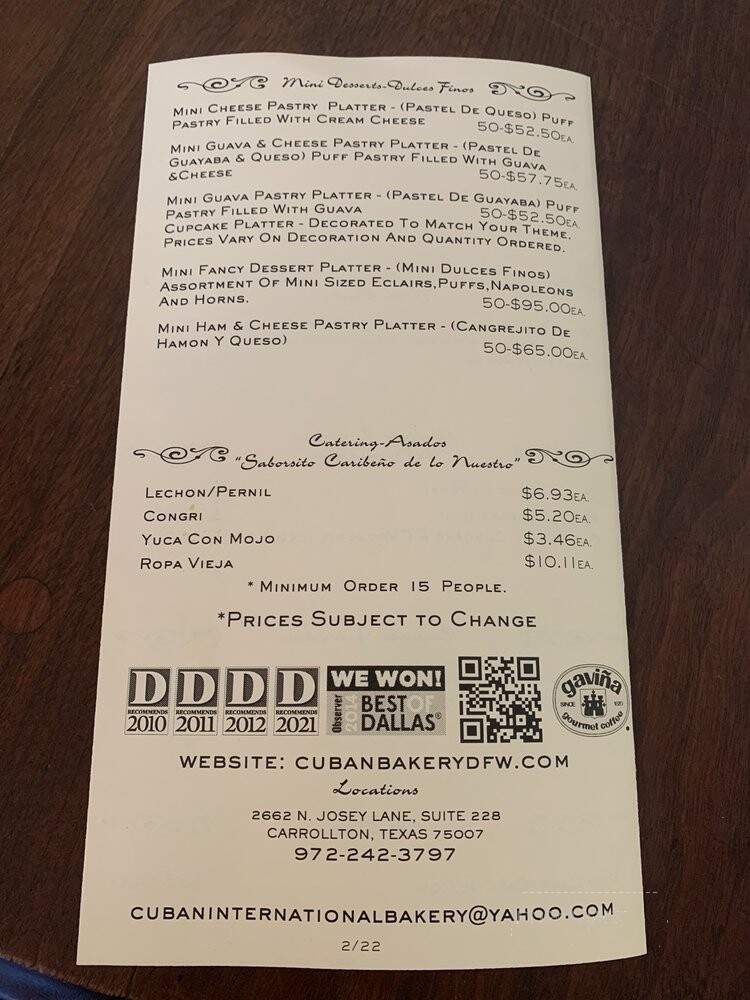 Mini Desserts-Dulces Finos
MINI CHEESE PASTRY PLATTER - (PASTEL DE QUESO) PUFF
PASTRY FILLED WITH CREAM CHEESE 50-$52.50EA.
MINI GUAVA & CHEESE PASTRY PLATTER - (PASTEL DE
GUAYABA & QUESO) PUFF PASTRY FILLED WITH GUAVA
&CHEESE 50-$57.75EA.
MINI GUAVA PASTRY PLATTER - (PASTEL DE GUAYABA) PUFF
PASTRY FILLED WITH GUAVA 50-$52.50EA.
CUPCAKE PLATTER - DECORATED TO MATCH YOUR THEME.
PRICES VARY ON DECORATION AND QUANTITY ORDERED.
MINI FANCY DESSERT PLATTER - (MINI DULCES FINOS)
ASSORTMENT OF MINI SIZED ECLAIRS,PUFFS,NAPOLEONS
AND HORNS. 50-$95.00EA.
MINI HAM & CHEESE PASTRY PLATTER - (CANGREJITO DE
HAMON Y QUESO) 50-$65.00EA.
Catering-Asados
"Saborsito Caribeño de lo Nuestro"
LECHON/PERNIL $6.93EA.
CONGRI $5.20EA.
YUCA CON MOJO $3.46EA.
ROPA VIEJA $10.11EA.
* MINIMUM ORDER 15 PEOPLE.
*PRICES SUBJECT TO CHANGE
D RECOMMENDS 2010
D RECOMMENDS 2011
D RECOMMENDS 2012
D RECOMMENDS 2021
WE WON!
Observer 2014 BEST OF
DALLAS®
gaviña
SINCE 1870
gourmet coffee
WEBSITE: CUBANBAKERYDFW.COM
Locations
2662 N. JOSEY LANE, SUITE 228
CARROLLTON, TEXAS 75007
972-242-3797
CUBANINTERNATIONALBAKERY@YAHOO.COM
2/22